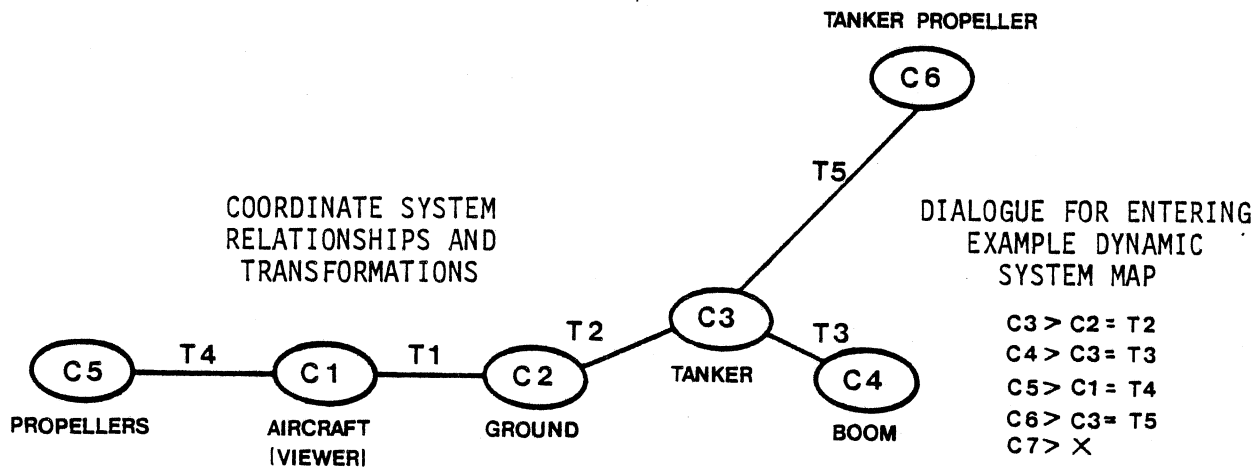 TANKER PROPELLER
C6
T5
COORDINATE SYSTEM
RELATIONSHIPS AND
TRANSFORMATIONS
DIALOGUE FOR ENTERING
EXAMPLE DYNAMIC
SYSTEM MAP
C3 > C2 = T2
C4 > C3 = T3
C5 > C1 = T4
C6 > C3 = T5
C7 > X
C5
T4
C1
T1
C2
T2
C3
T3
C4
PROPELLERS
AIRCRAFT
(VIEWER)
GROUND
TANKER
BOOM